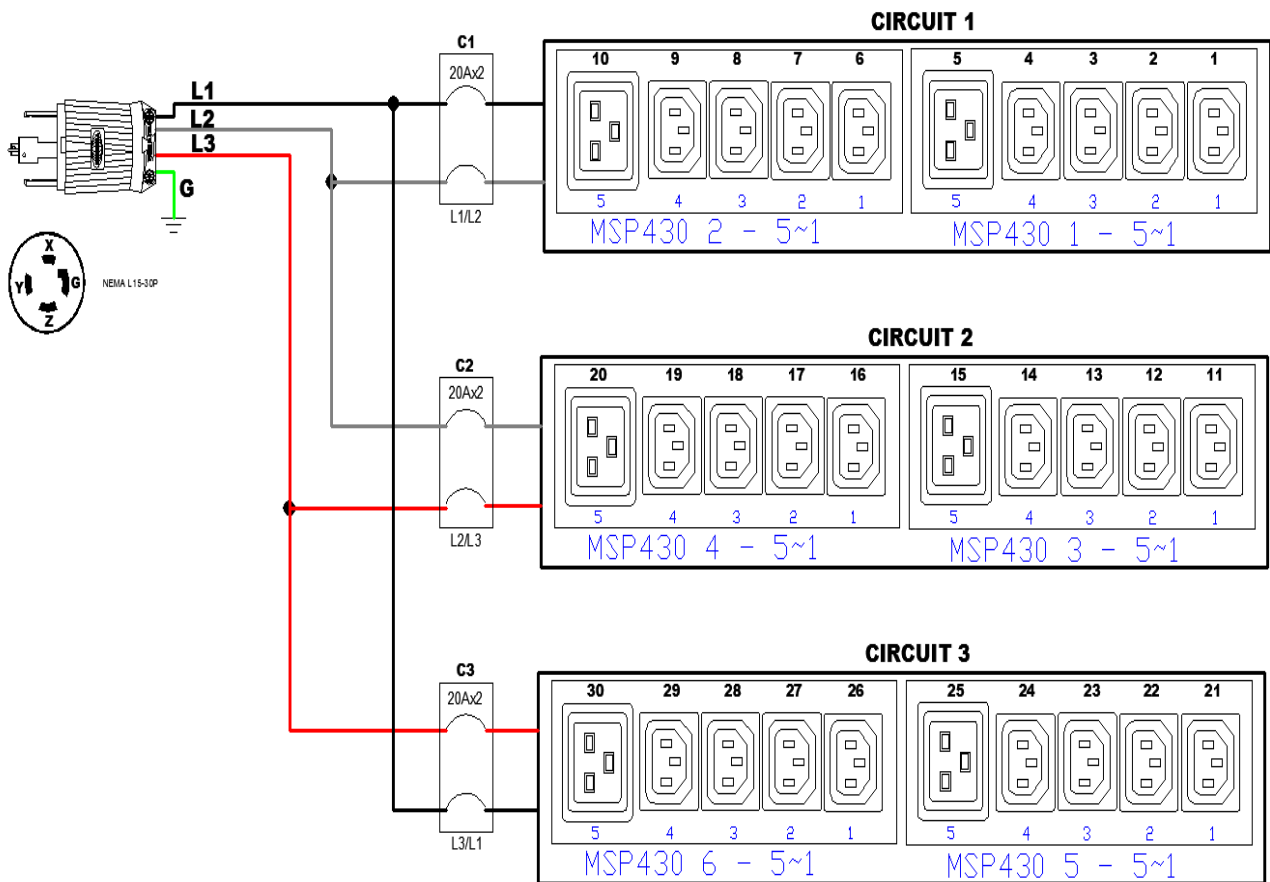 CIRCUIT 1
C1
20Ax2
10 9 8 7 6 5 4 3 2 1
L1
L2
L3
G
L1/L2
5 4 3 2 1 5 4 3 2 1
MSP430 2 - 5~1 MSP430 1 - 5~1
X
Y G
Z
NEMA L15-30P
CIRCUIT 2
C2
20Ax2
20 19 18 17 16 15 14 13 12 11
L2/L3
5 4 3 2 1 5 4 3 2 1
MSP430 4 - 5~1 MSP430 3 - 5~1
CIRCUIT 3
C3
20Ax2
30 29 28 27 26 25 24 23 22 21
L3/L1
5 4 3 2 1 5 4 3 2 1
MSP430 6 - 5~1 MSP430 5 - 5~1